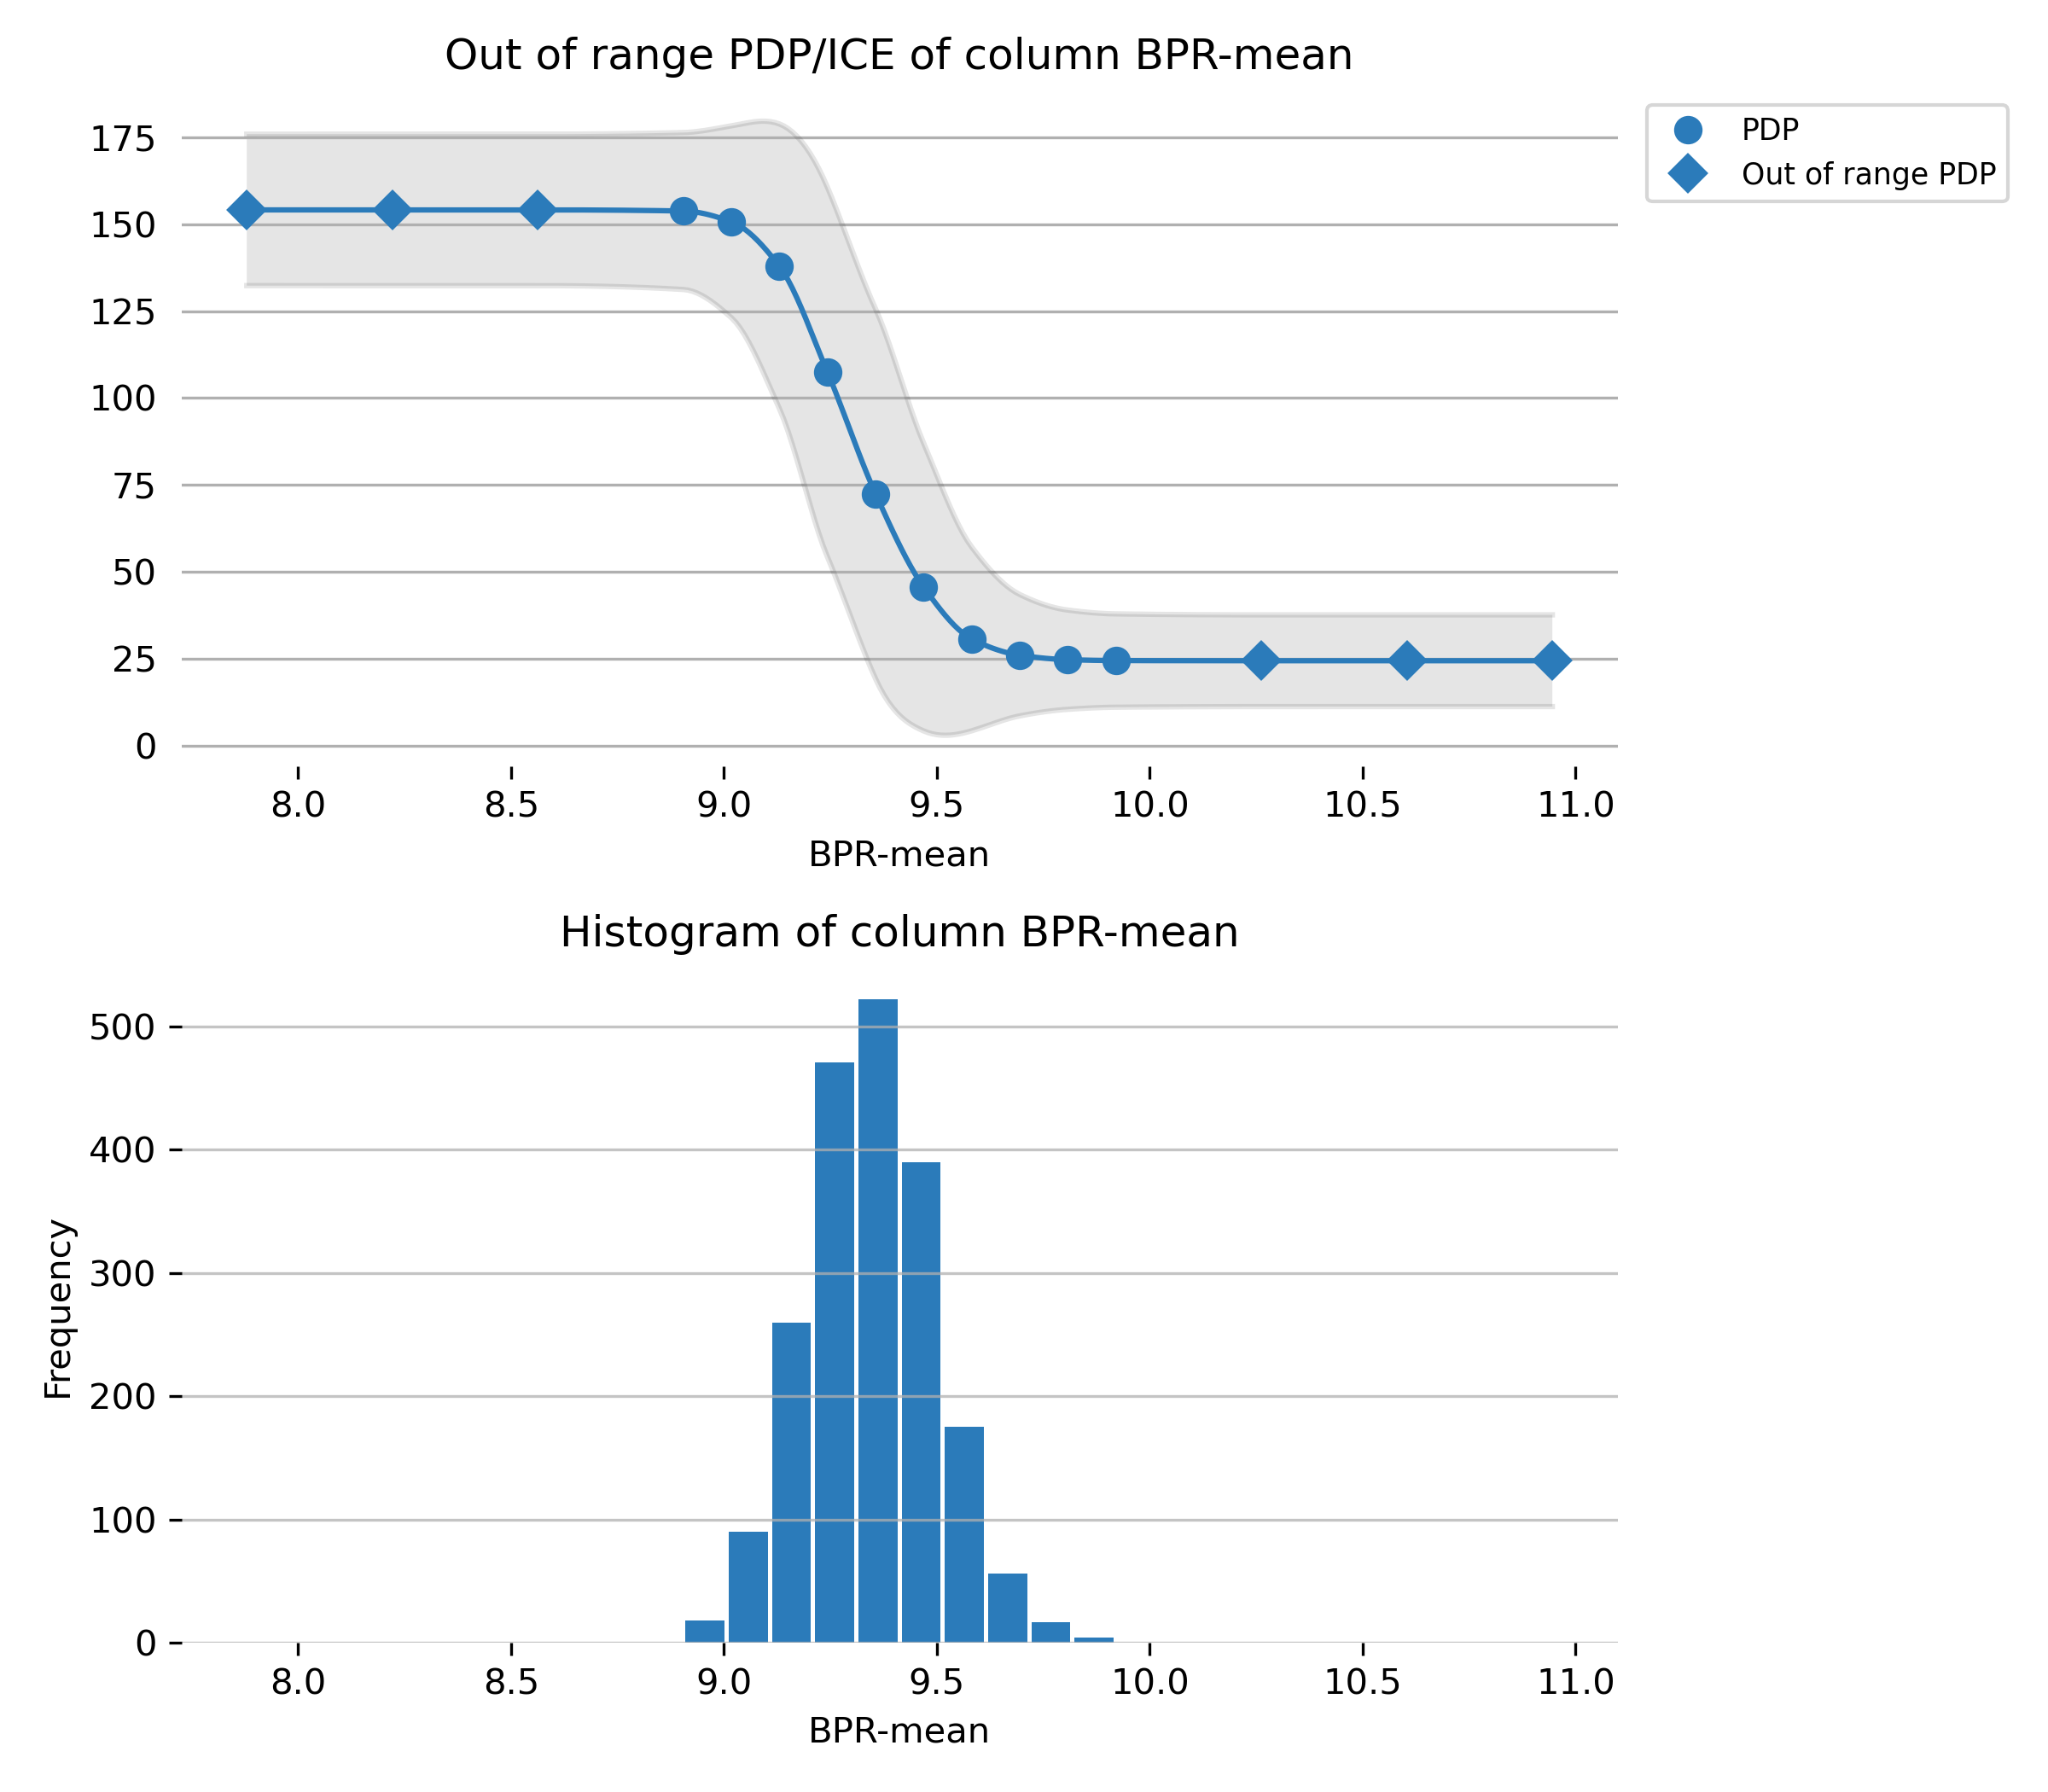 Out of range PDP/ICE of column BPR-mean
PDP
Out of range PDP
175
150
125
100
75
50
25
0
8.0 8.5 9.0 9.5 10.0 10.5 11.0
BPR-mean
Histogram of column BPR-mean
Frequency
500
400
300
200
100
0
8.0 8.5 9.0 9.5 10.0 10.5 11.0
BPR-mean